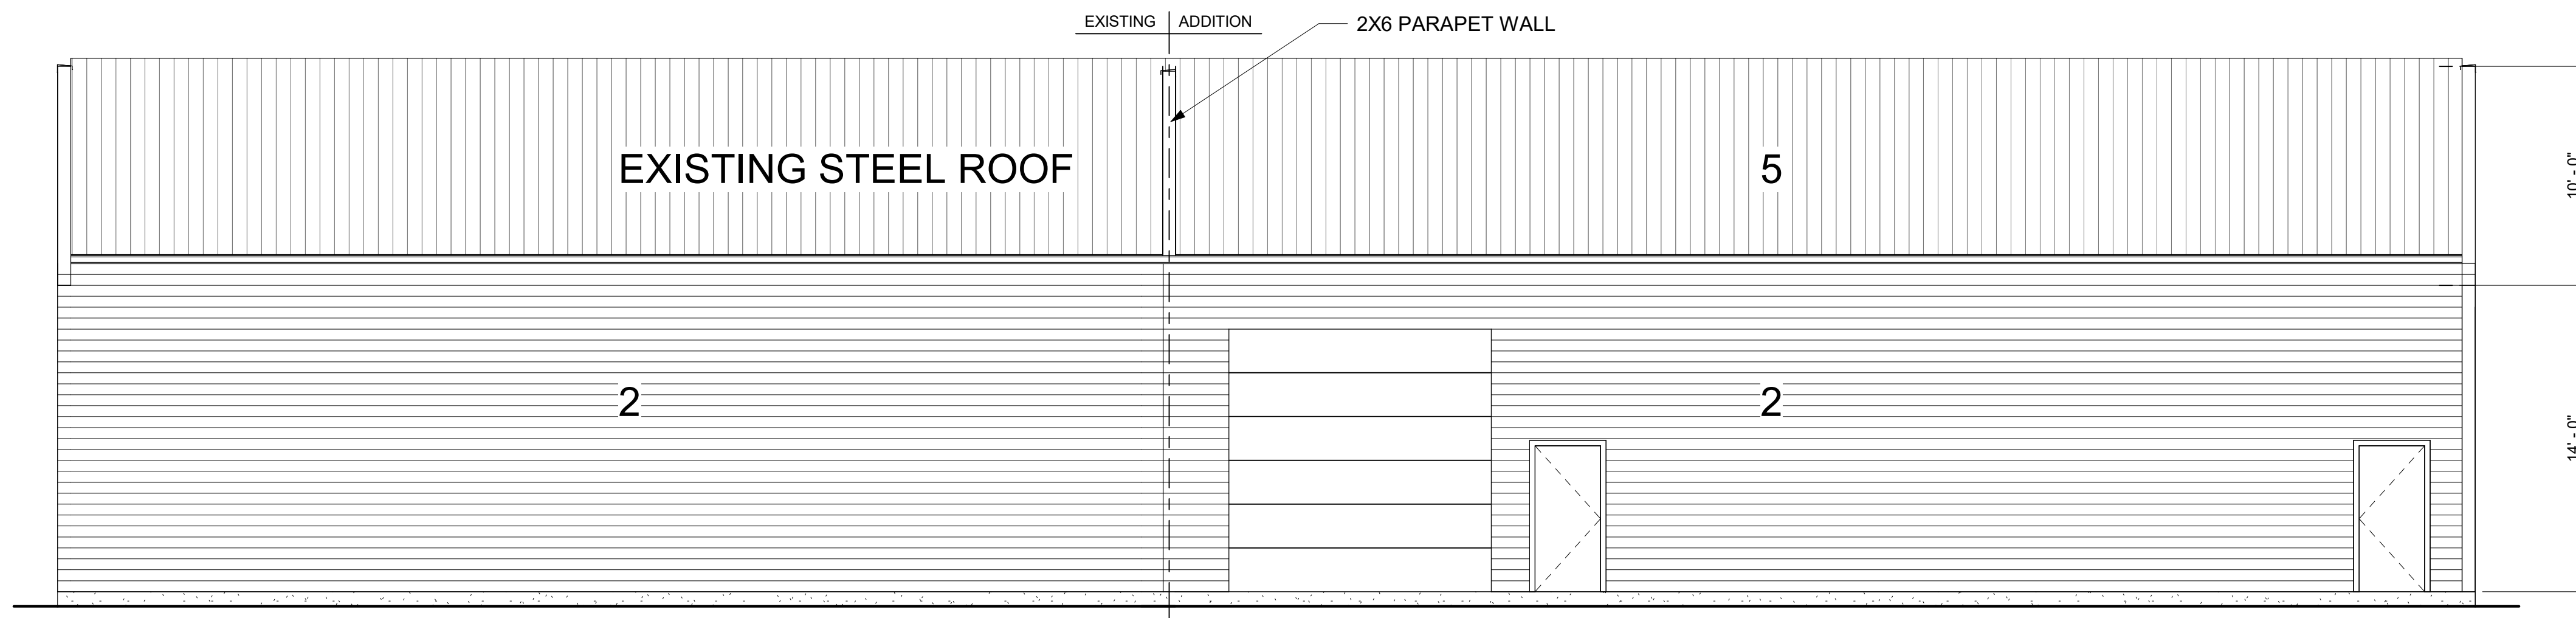 EXISTING
ADDITION
2X6 PARAPET WALL
EXISTING STEEL ROOF
5
10' - 0"
2
2
14' - 0"